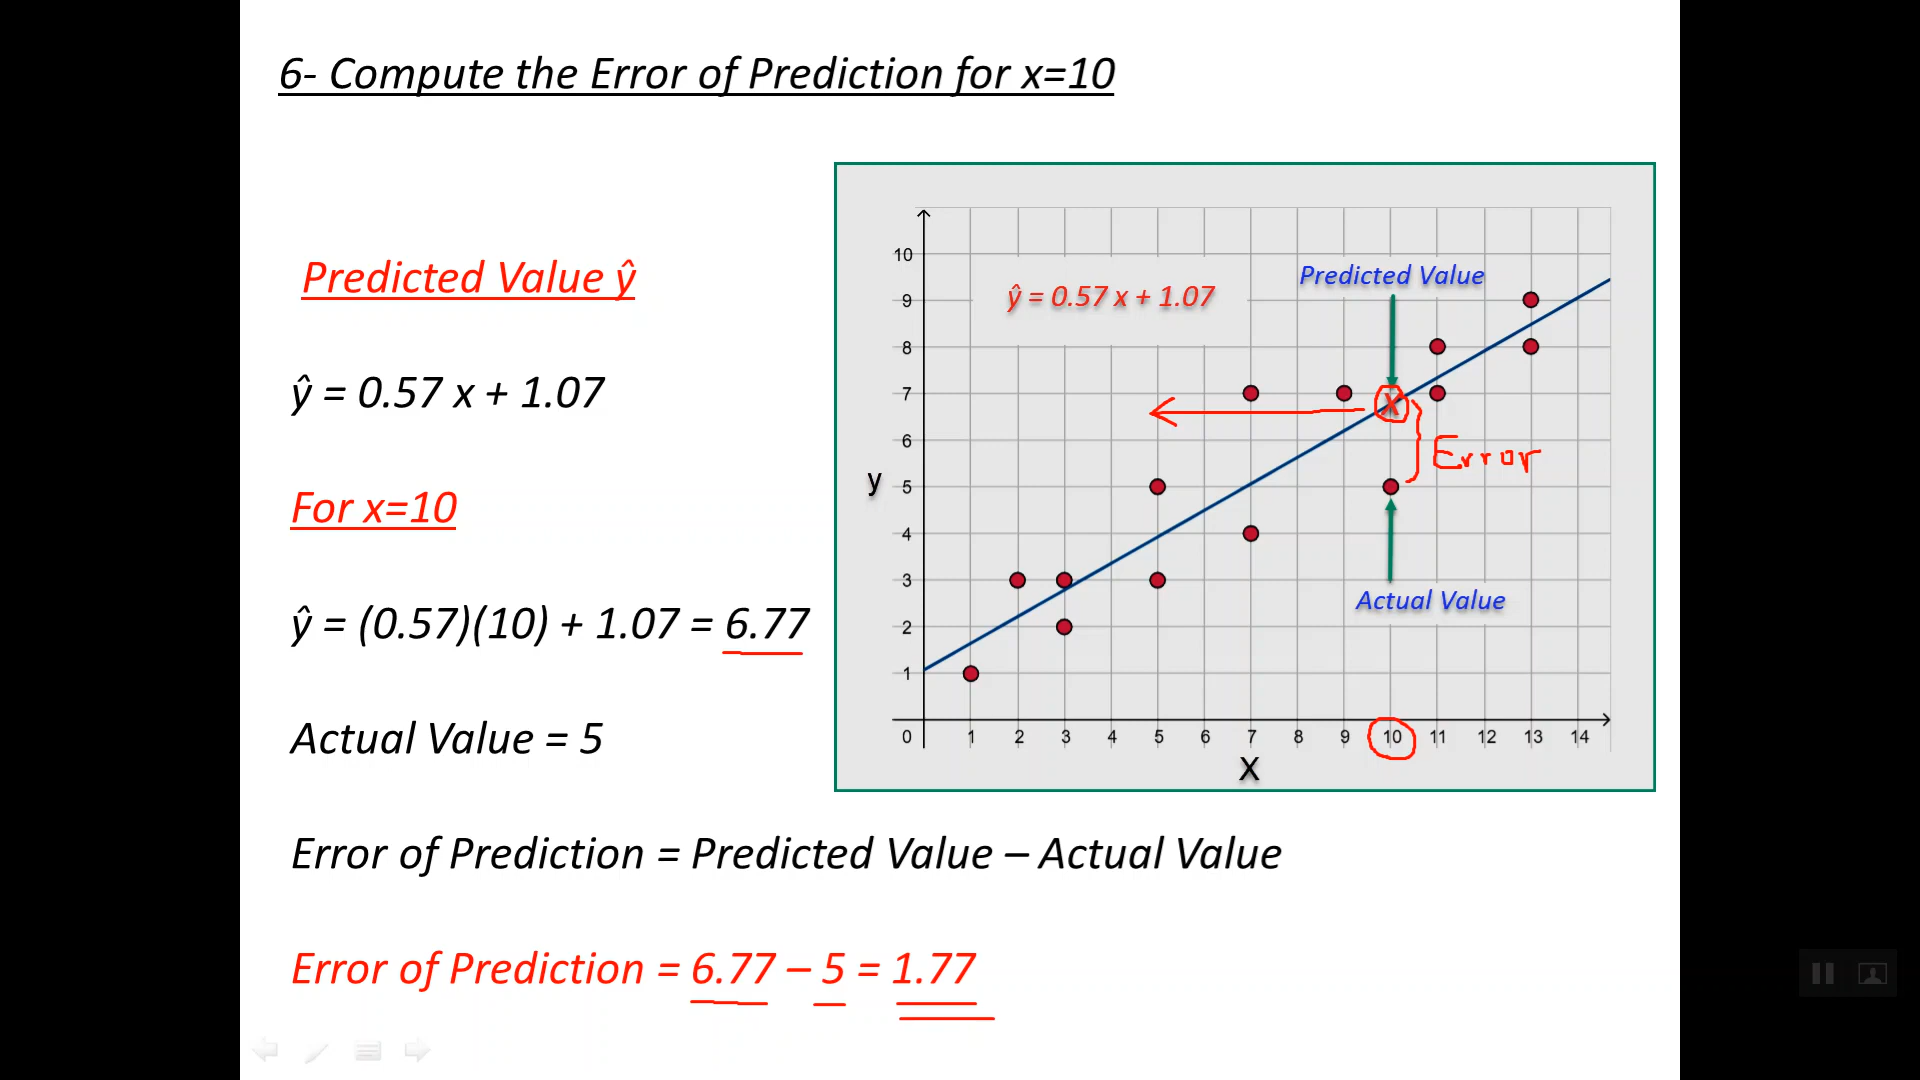 6- Compute the Error of Prediction for x=10
Predicted Value ŷ
ŷ = 0.57 x + 1.07
For x=10
ŷ = (0.57)(10) + 1.07 = 6.77
Actual Value = 5
Error of Prediction = Predicted Value – Actual Value
Error of Prediction = 6.77 – 5 = 1.77
ŷ = 0.57 x + 1.07
Predicted Value
X
Error
Actual Value
y
10
9
8
7
6
5
4
3
2
1
0 1 2 3 4 5 6 7 8 9 10 11 12 13 14
X